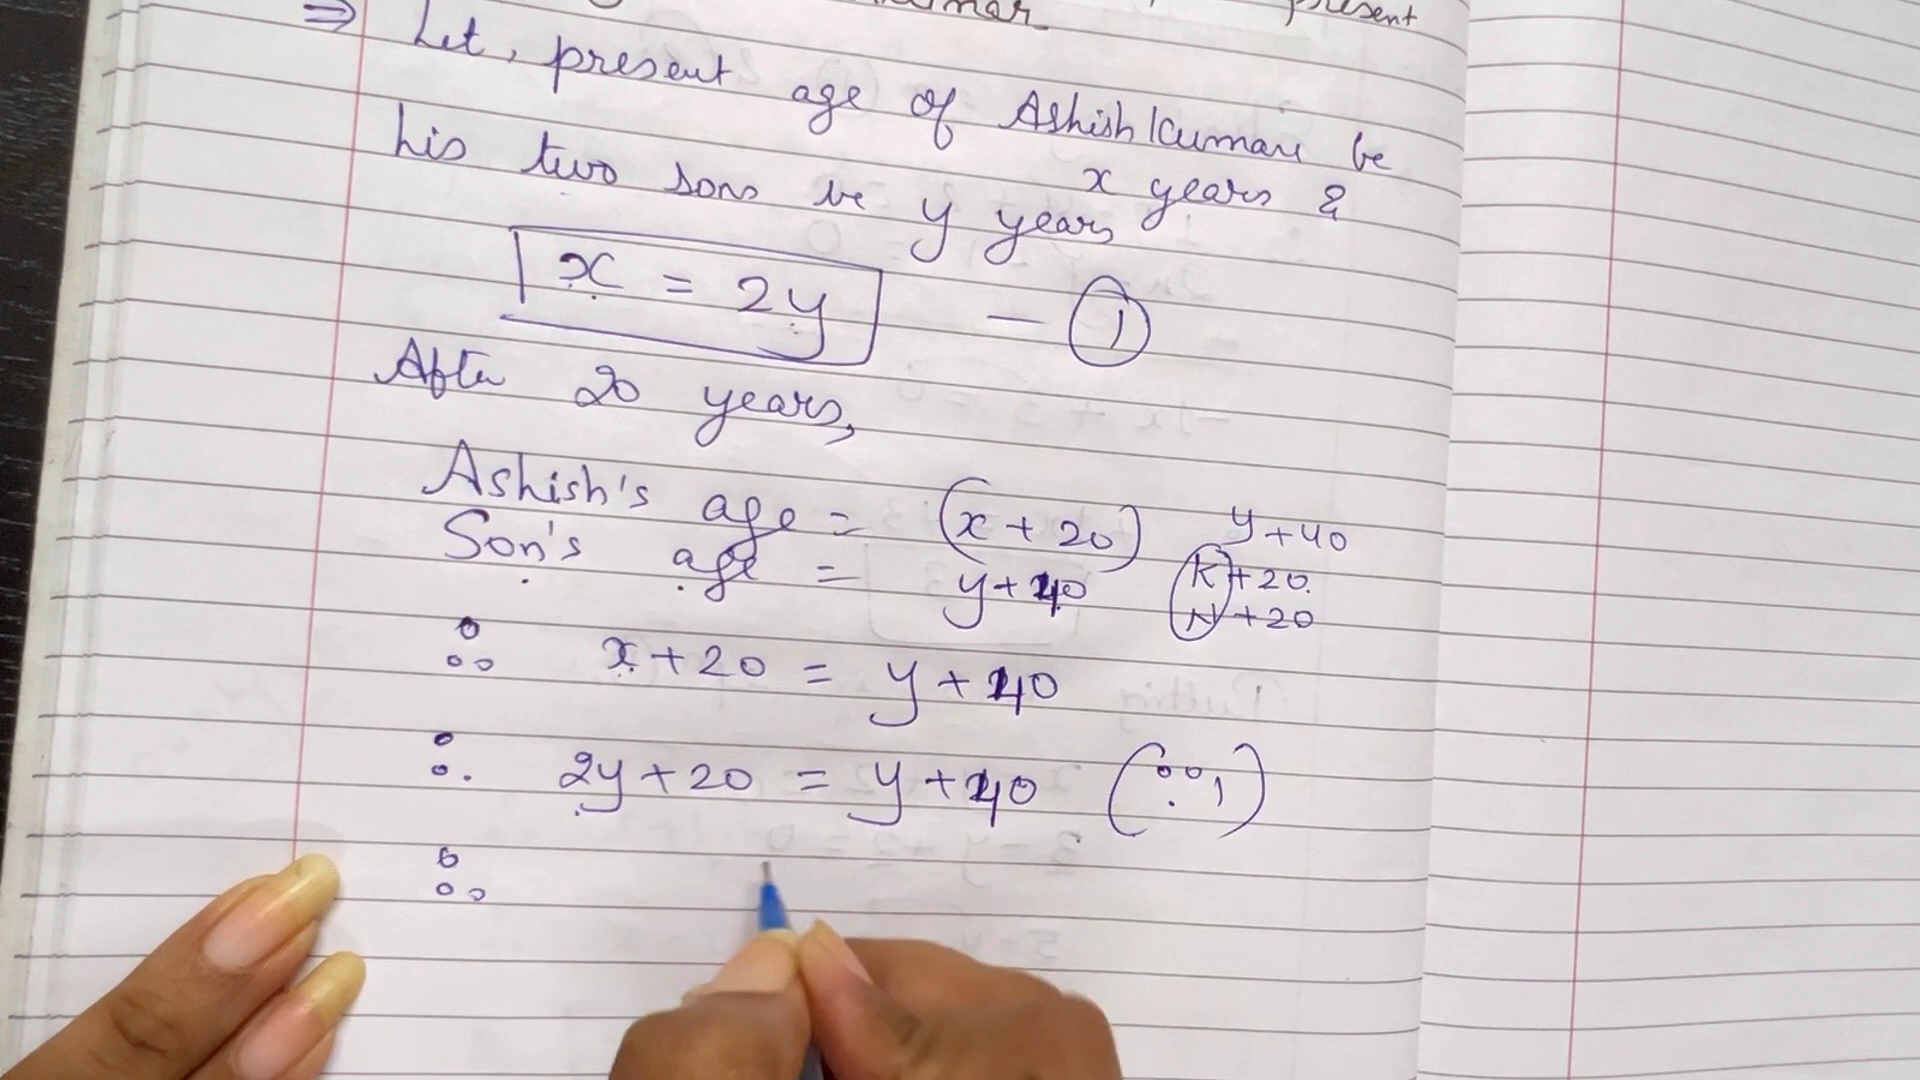 present
⇒ Let, present age of Ashish Kumar be
x years &
his two sons be y years
x = 2y — ①
After 20 years,
Ashish's age = (x + 20)
y + 40
Son's age = y + 40
K + 20.
N + 20
∴ x + 20 = y + 40
∴ 2y + 20 = y + 40 (∵ 1)
∴